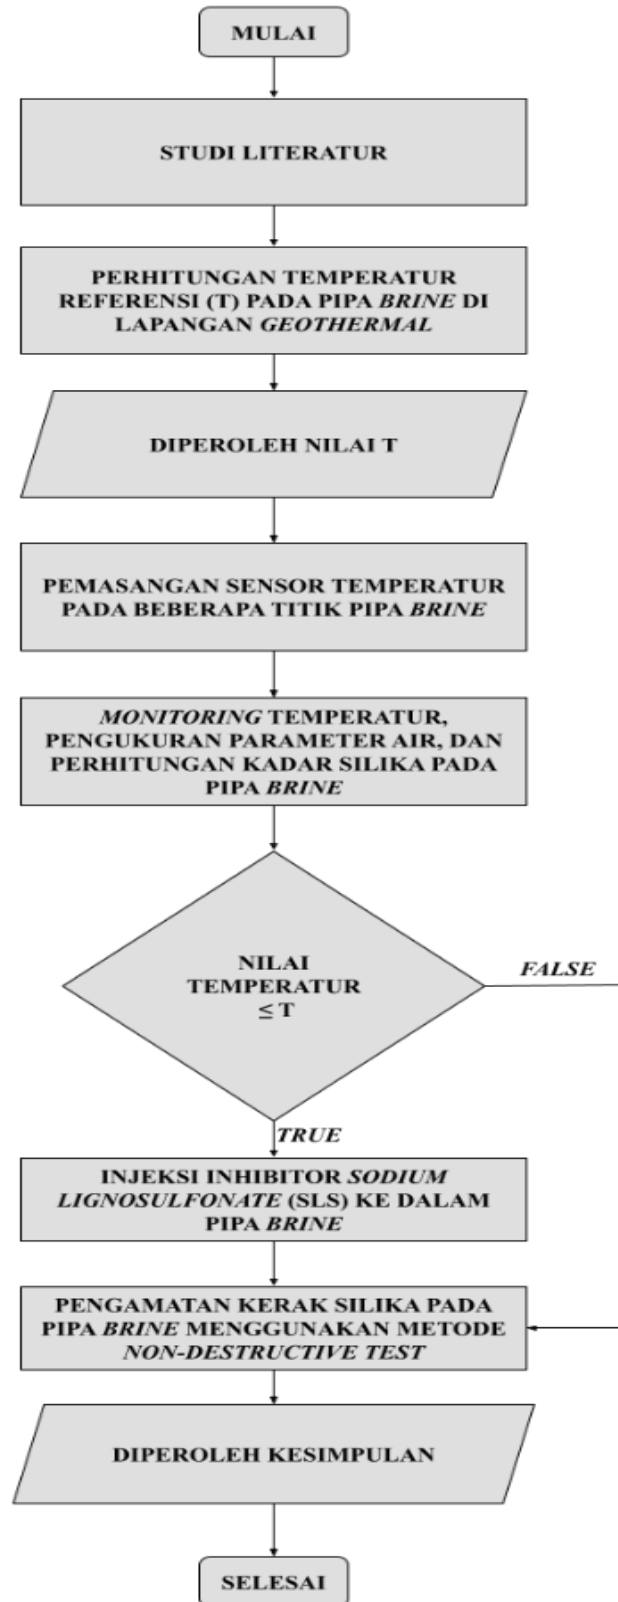 MULAI
STUDI LITERATUR
PERHITUNGAN TEMPERATUR
REFERENSI (T) PADA PIPA BRINE DI
LAPANGAN GEOTHERMAL
DIPEROLEH NILAI T
PEMASANGAN SENSOR TEMPERATUR
PADA BEBERAPA TITIK PIPA BRINE
MONITORING TEMPERATUR,
PENGUKURAN PARAMETER AIR, DAN
PERHITUNGAN KADAR SILIKA PADA
PIPA BRINE
NILAI
TEMPERATUR
≤ T
FALSE
TRUE
INJEKSI INHIBITOR SODIUM
LIGNOSULFONATE (SLS) KE DALAM
PIPA BRINE
PENGAMATAN KERAK SILIKA PADA
PIPA BRINE MENGGUNAKAN METODE
NON-DESTRUCTIVE TEST
DIPEROLEH KESIMPULAN
SELESAI